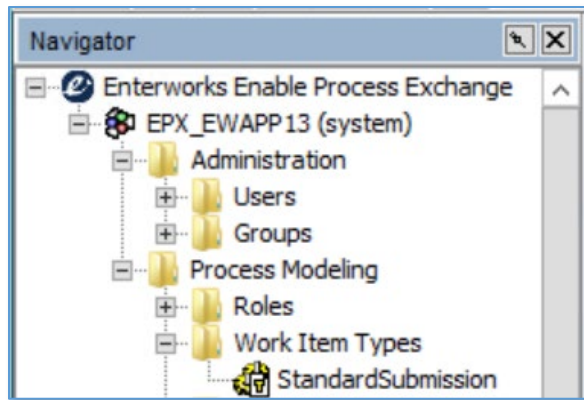 Navigator
Enterworks Enable Process Exchange
EPX_EWAPP13 (system)
Administration
Users
Groups
Process Modeling
Roles
Work Item Types
StandardSubmission